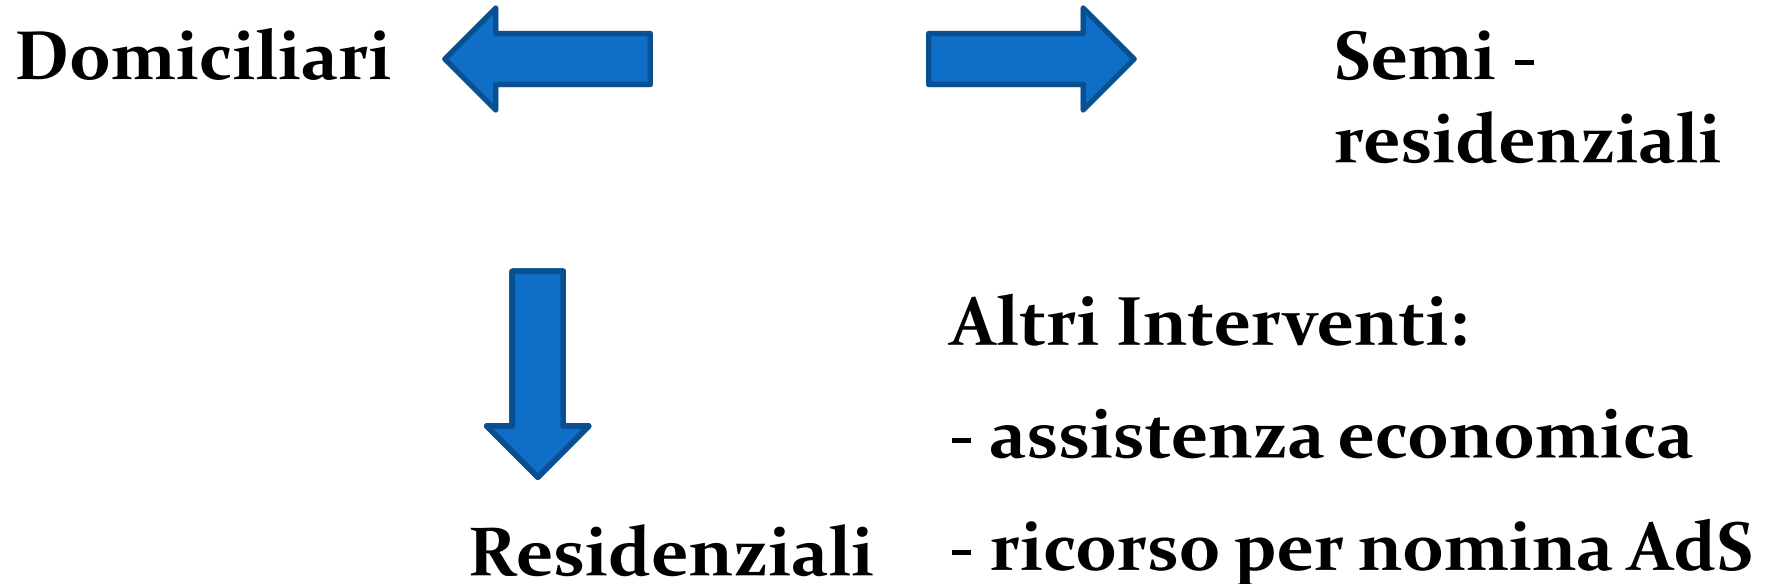 Domiciliari
Semi -
residenziali
Altri Interventi:
- assistenza economica
Residenziali
- ricorso per nomina AdS